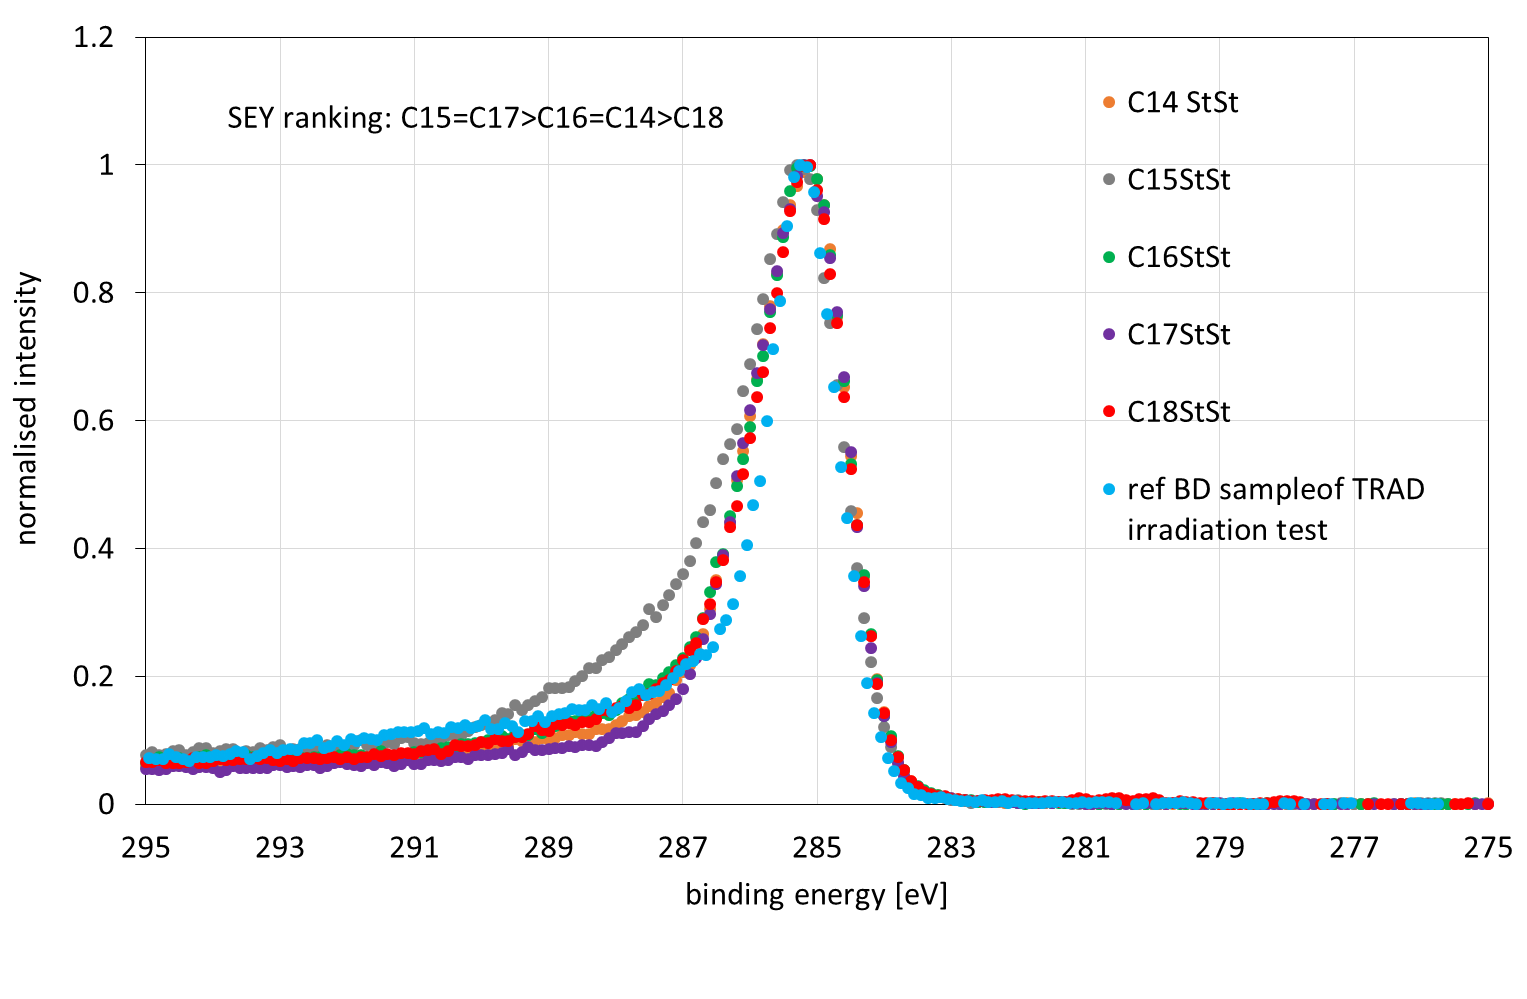 1.2
SEY ranking: C15=C17>C16=C14>C18
C14 StSt
1
C15StSt
C16StSt
0.8
C17StSt
normalised intensity
0.6
C18StSt
ref BD sampleof TRAD
irradiation test
0.4
0.2
0
295 293 291 289 287 285 283 281 279 277 275
binding energy [eV]